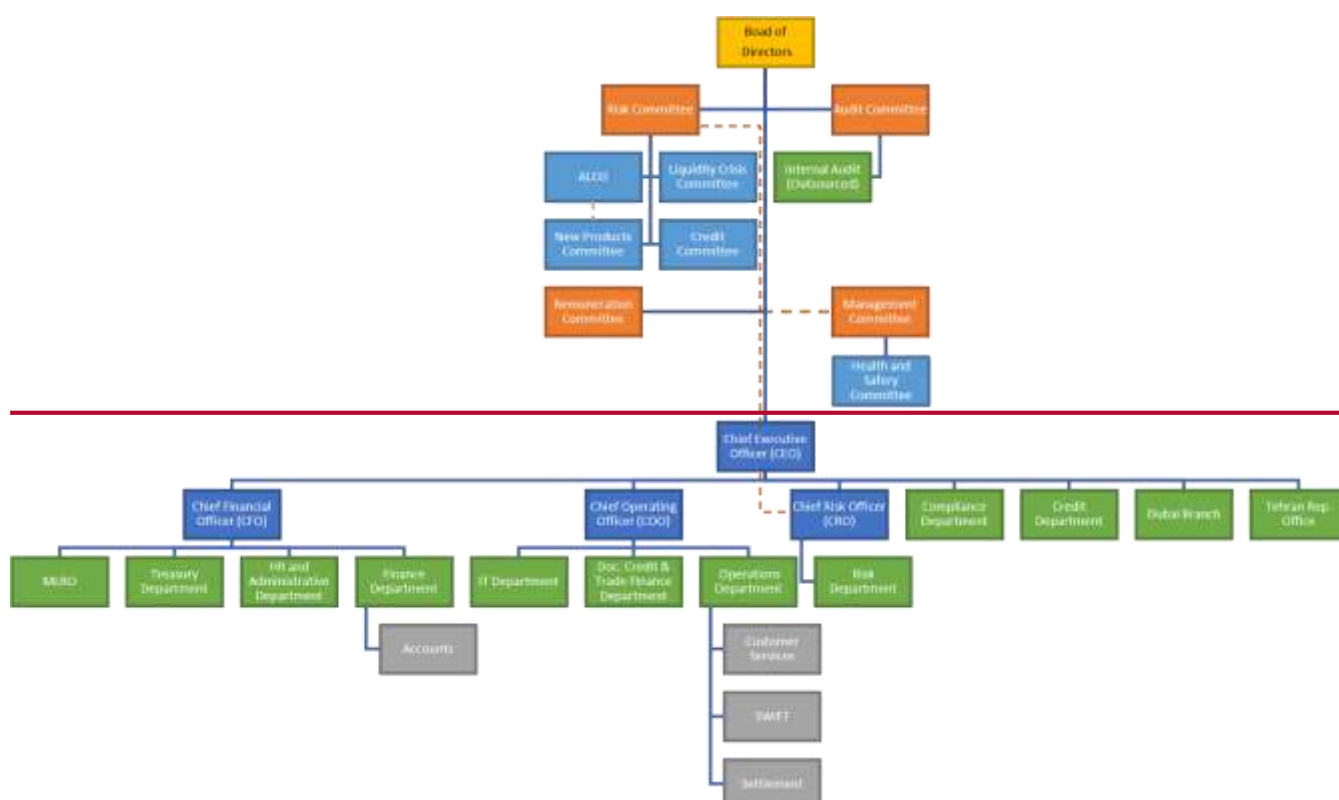 Boad of
Directors
Risk Committee
Audit Committee
ALCO
Liquidity Crisis
Committee
Internal Audit
(Outsourced)
New Products
Committee
Credit
Committee
Remuneration
Committee
Management
Committee
Health and
Safery
Committee
Chief Executive
Officer (CEO)
Chief Financial
Officer (CFO)
Chief Operating
Officer (COO)
Chief Risk Officer
(CRO)
Compliance
Department
Credit
Department
Dubai Branch
Tehran Rep.
Office
Treasury
Department
HR and
Administrative
Department
Finance
Department
IT Department
Doc. Credit &
Trade Finance
Department
Operations
Department
Risk
Department
Accounts
Customer
Services
SWIFT
Settlement